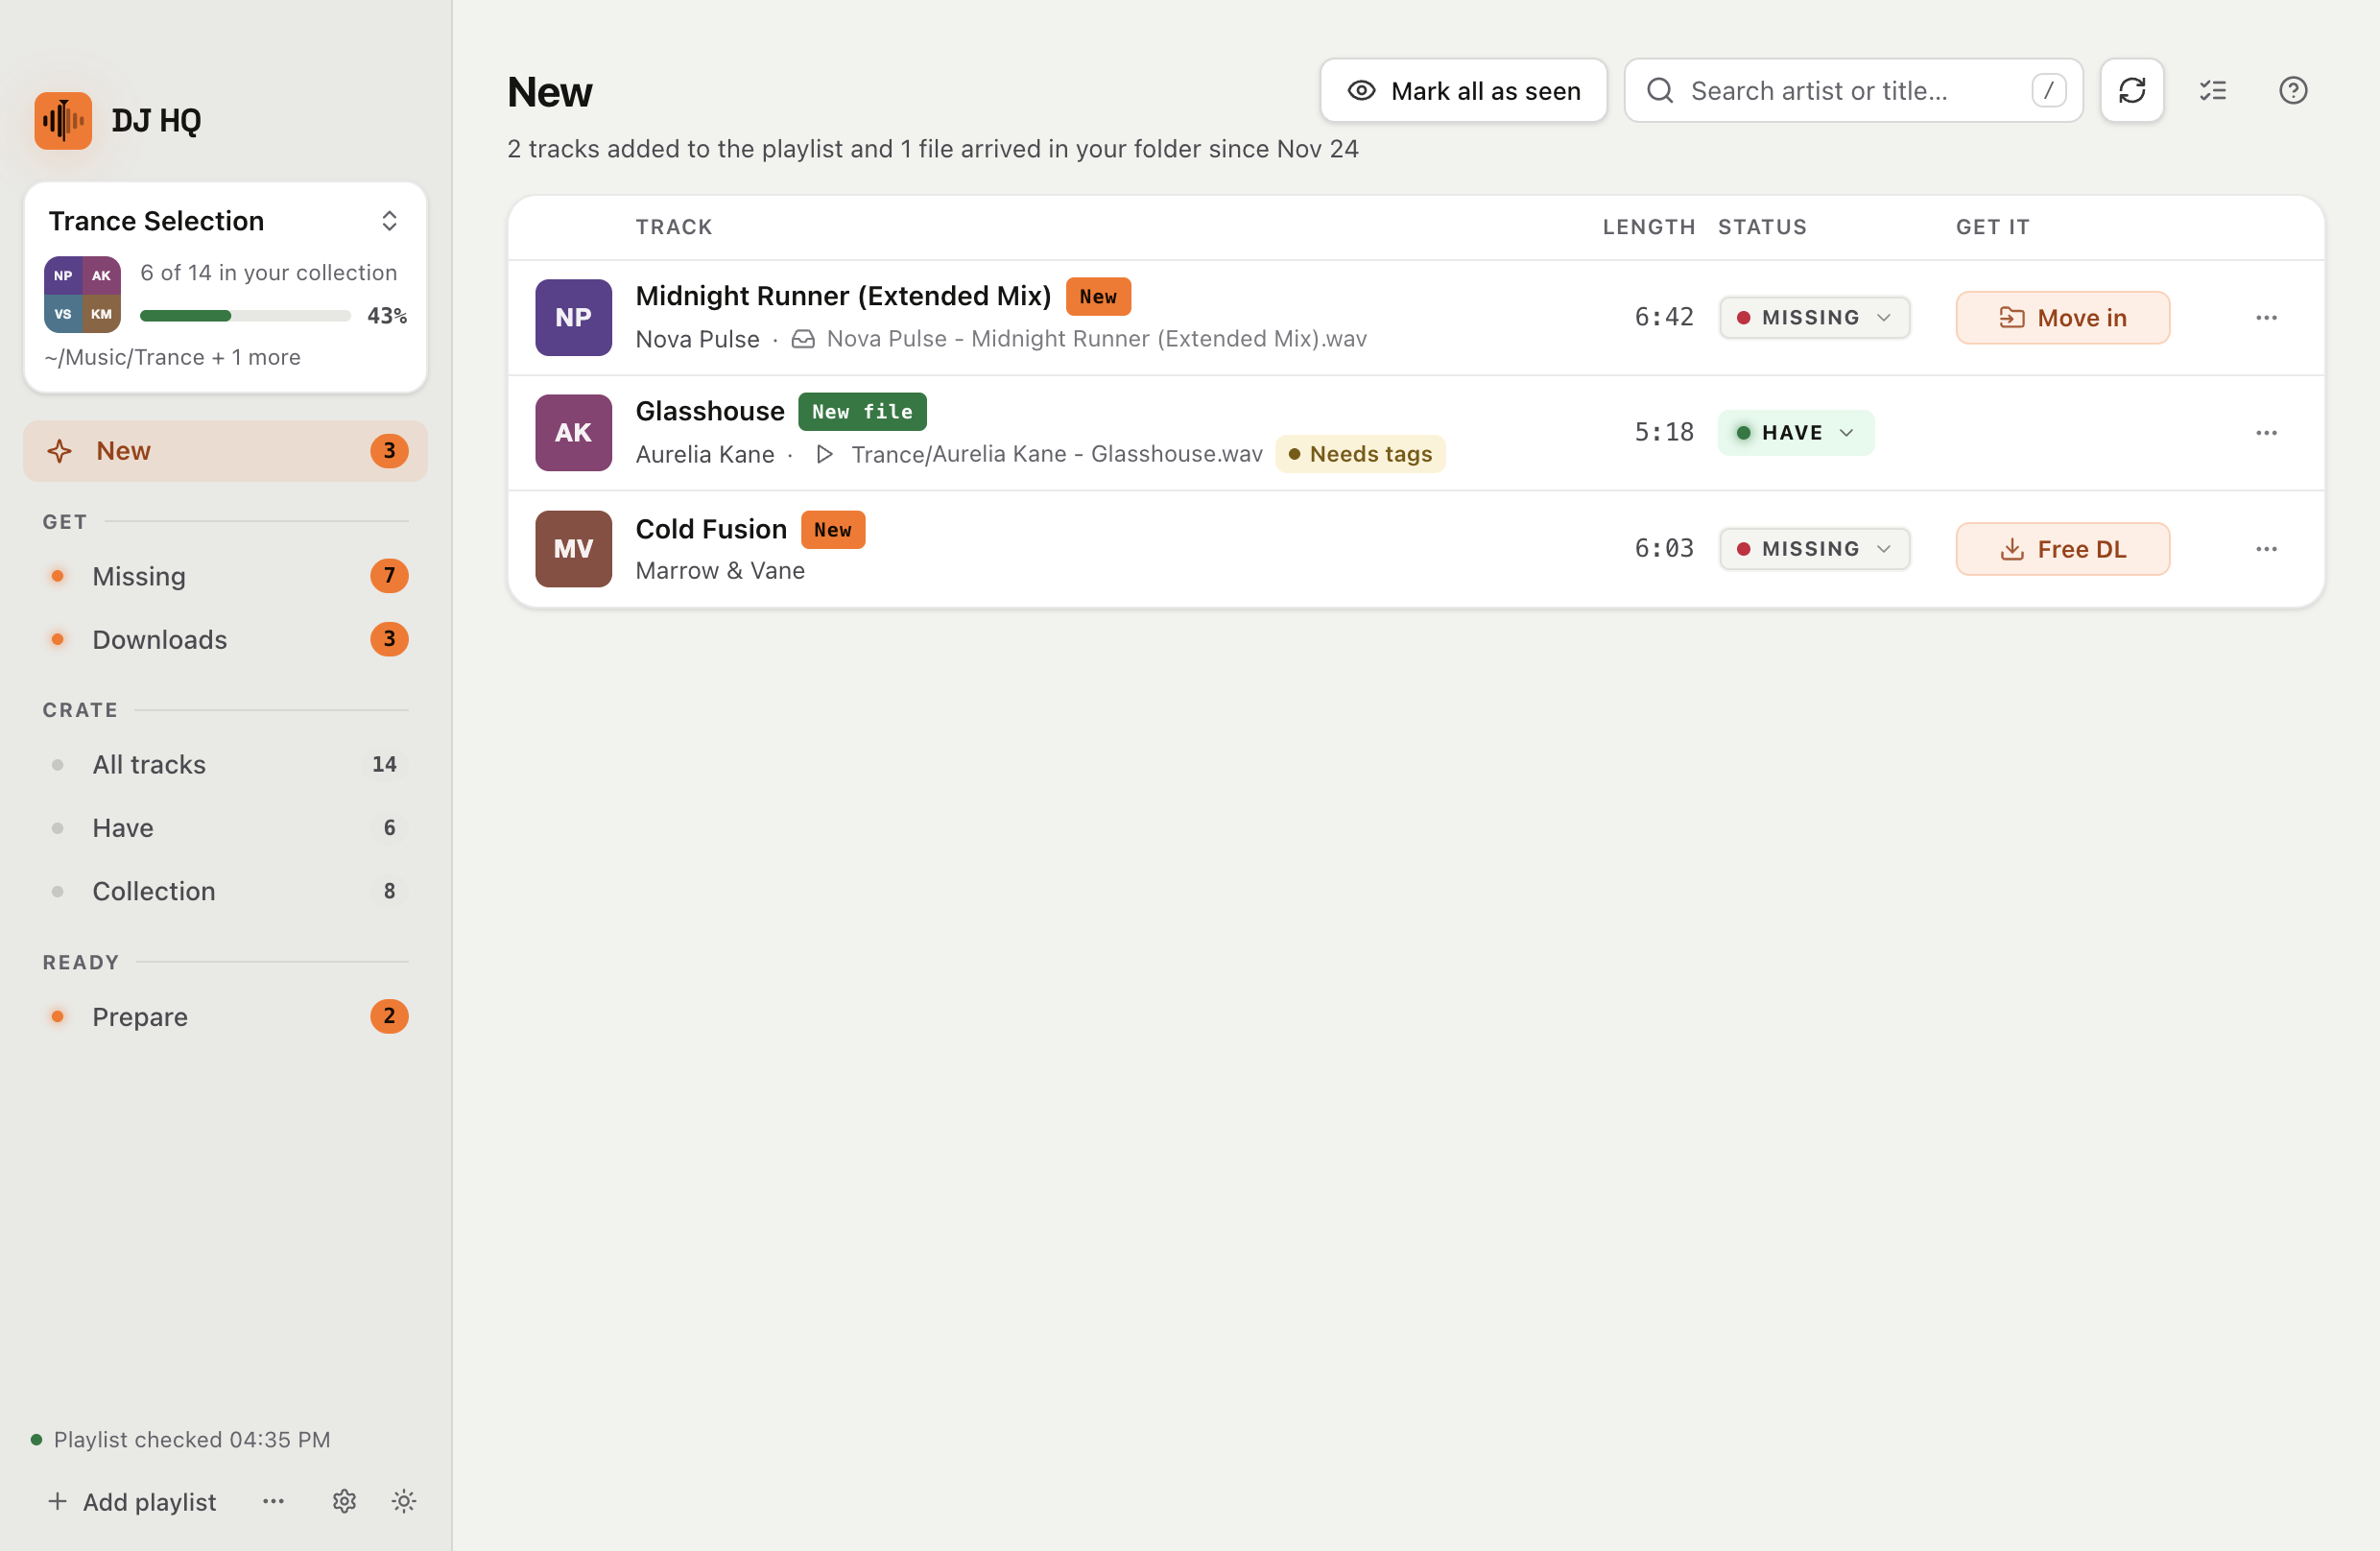 DJ HQ
Trance Selection
NP AK
VS KM
6 of 14 in your collection
43%
~/Music/Trance + 1 more
New 3
GET
Missing 7
Downloads 3
CRATE
All tracks 14
Have 6
Collection 8
READY
Prepare 2
Playlist checked 04:35 PM
Add playlist
New
Mark all as seen
Search artist or title... /
2 tracks added to the playlist and 1 file arrived in your folder since Nov 24
TRACK LENGTH STATUS GET IT
NP
Midnight Runner (Extended Mix) New
Nova Pulse · Nova Pulse - Midnight Runner (Extended Mix).wav
6:42 MISSING Move in
AK
Glasshouse New file
Aurelia Kane · Trance/Aurelia Kane - Glasshouse.wav Needs tags
5:18 HAVE
MV
Cold Fusion New
Marrow & Vane
6:03 MISSING Free DL